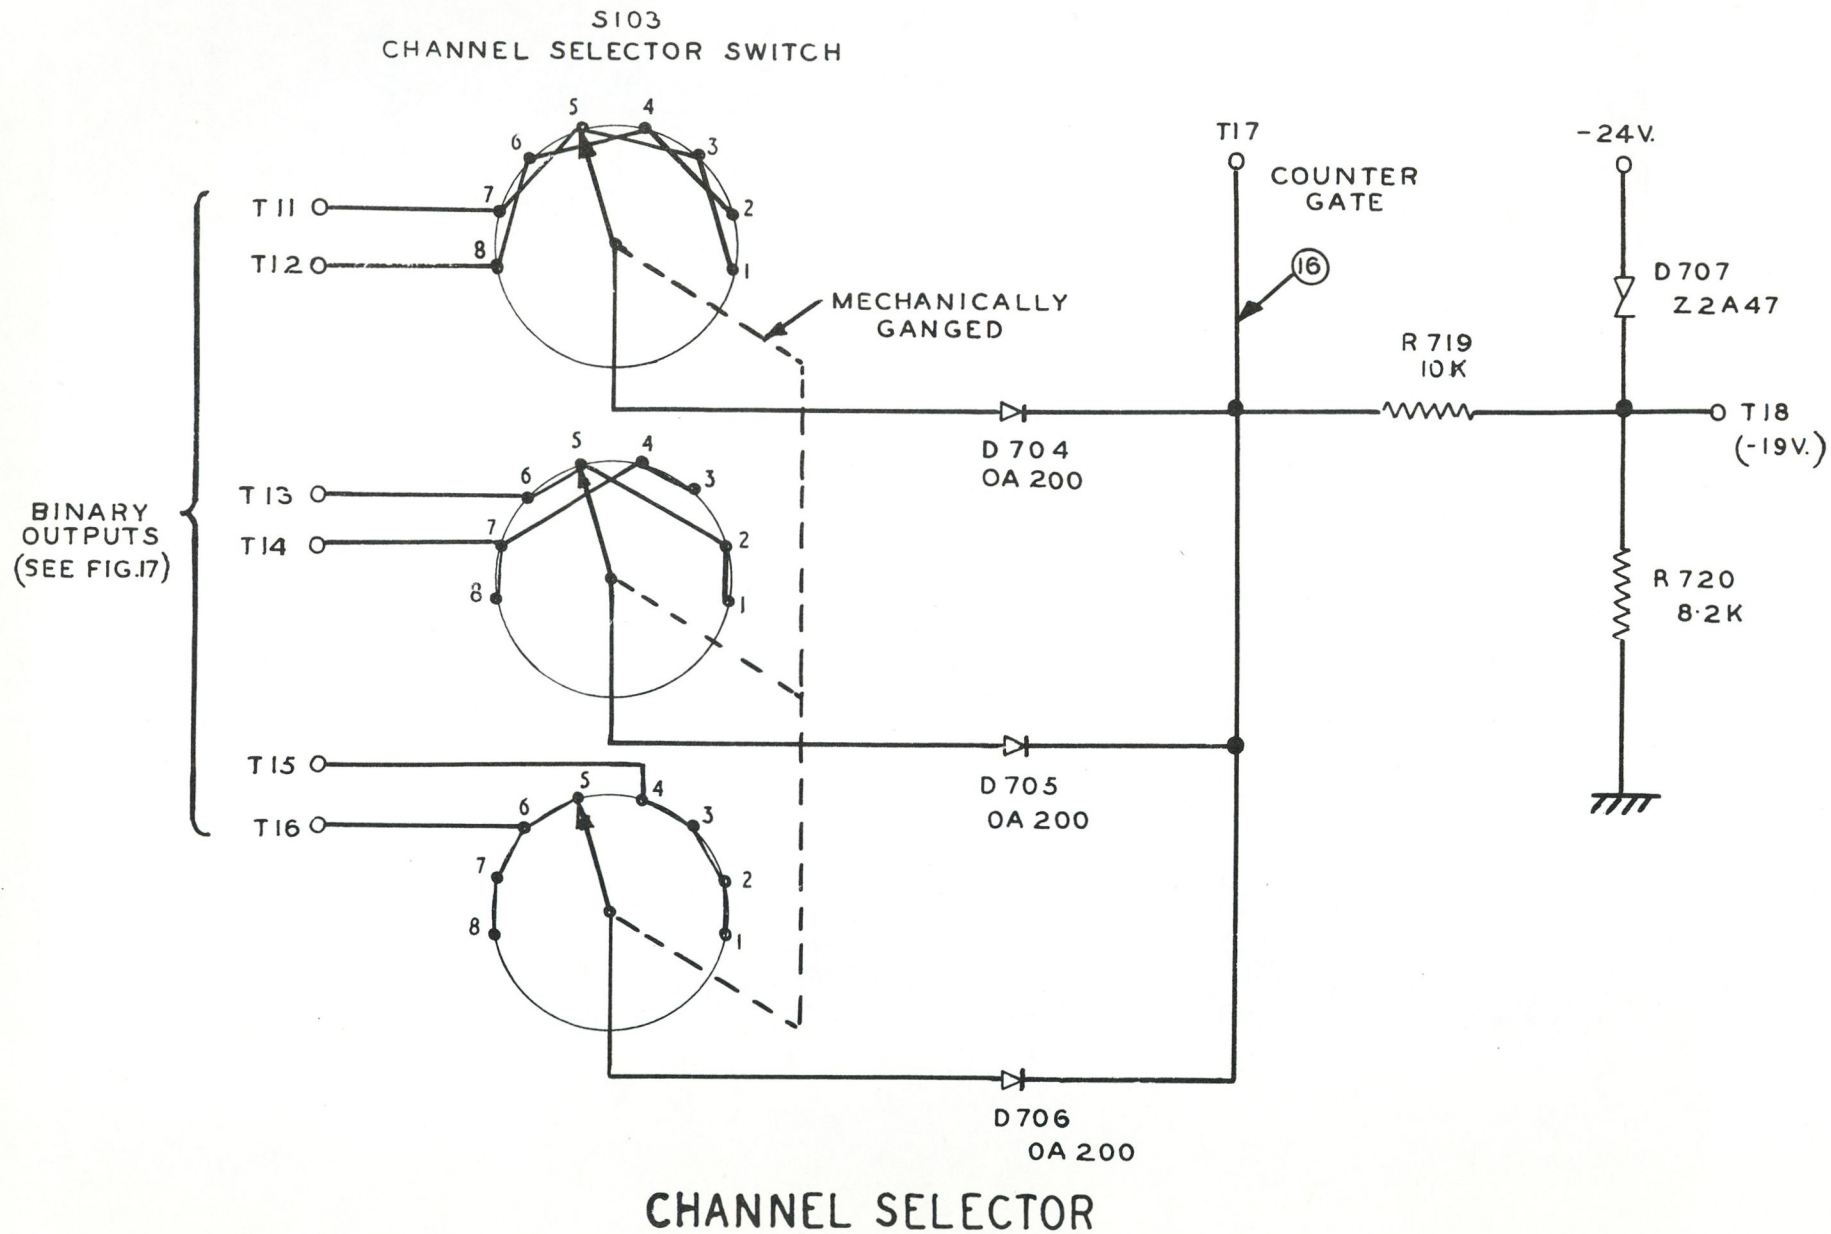 S103
CHANNEL SELECTOR SWITCH
5
4
6
3
7
2
8
1
T11
T12
T17
COUNTER
GATE
16
-24V.
D707
Z2A47
MECHANICALLY
GANGED
R719
10K
T18
(-19V.)
D704
OA200
5
4
6
3
7
2
8
1
T13
T14
BINARY
OUTPUTS
(SEE FIG.17)
R720
8·2K
D705
OA200
T15
T16
5
4
6
3
7
2
8
1
D706
OA200
CHANNEL SELECTOR